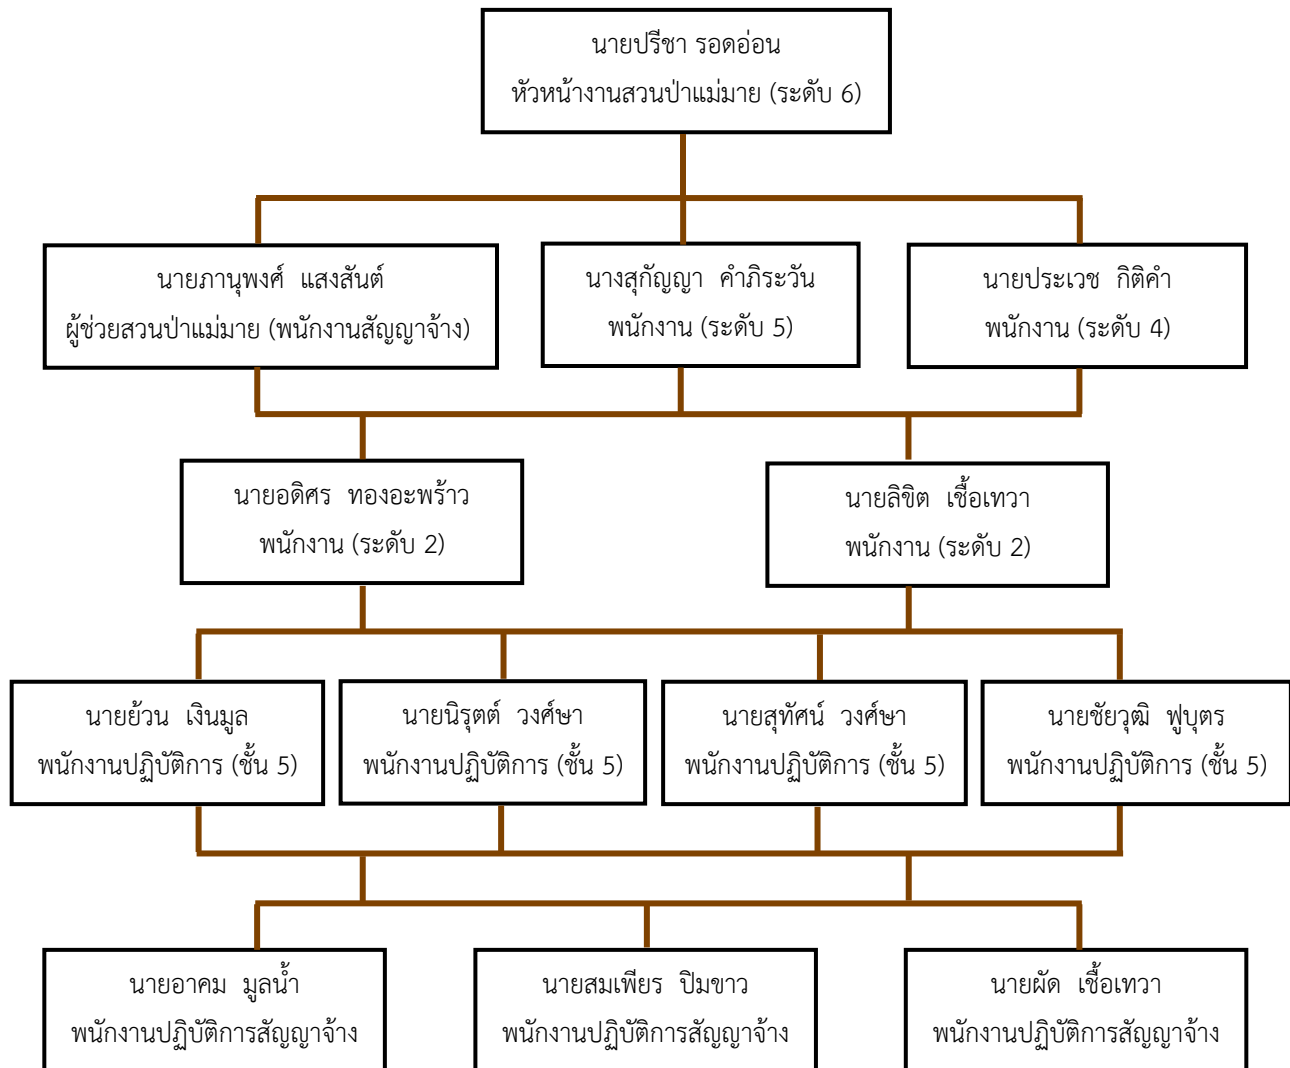 นายปรีชา รอดอ่อน
หัวหน้างานสวนป่าแม่มาย (ระดับ 6)
นายภานุพงศ์ แสงสันต์
ผู้ช่วยสวนป่าแม่มาย (พนักงานสัญญาจ้าง)
นางสุกัญญา คำภิระวัน
พนักงาน (ระดับ 5)
นายประเวช กิติคำ
พนักงาน (ระดับ 4)
นายอดิศร ทองอะพร้าว
พนักงาน (ระดับ 2)
นายลิขิต เชื้อเทวา
พนักงาน (ระดับ 2)
นายย้วน เงินมูล
พนักงานปฏิบัติการ (ชั้น 5)
นายนิรุตต์ วงศ์ษา
พนักงานปฏิบัติการ (ชั้น 5)
นายสุทัศน์ วงศ์ษา
พนักงานปฏิบัติการ (ชั้น 5)
นายชัยวุฒิ ฟูบุตร
พนักงานปฏิบัติการ (ชั้น 5)
นายอาคม มูลน้ำ
พนักงานปฏิบัติการสัญญาจ้าง
นายสมเพียร ปิมขาว
พนักงานปฏิบัติการสัญญาจ้าง
นายผัด เชื้อเทวา
พนักงานปฏิบัติการสัญญาจ้าง